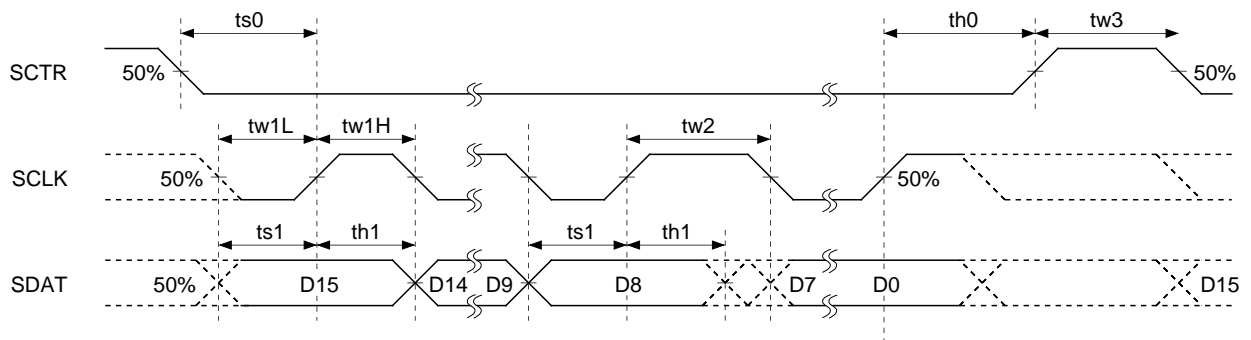 ts0 th0 tw3
SCTR 50% 50%
tw1L tw1H tw2
SCLK 50% 50%
ts1 th1 ts1 th1
SDAT 50% D15 D14 D9 D8 D7 D0 D15